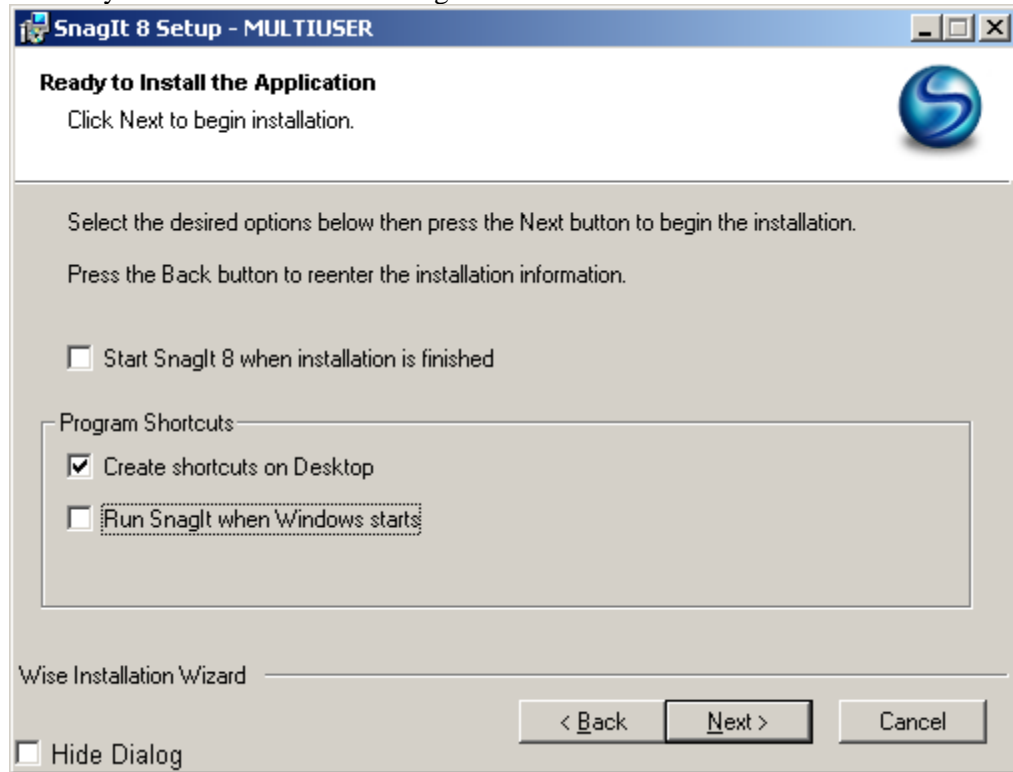 SnagIt 8 Setup - MULTIUSER
Ready to Install the Application
Click Next to begin installation.
Select the desired options below then press the Next button to begin the installation.
Press the Back button to reenter the installation information.
Start SnagIt 8 when installation is finished
Program Shortcuts
Create shortcuts on Desktop
Run SnagIt when Windows starts
Wise Installation Wizard
< Back Next > Cancel
Hide Dialog